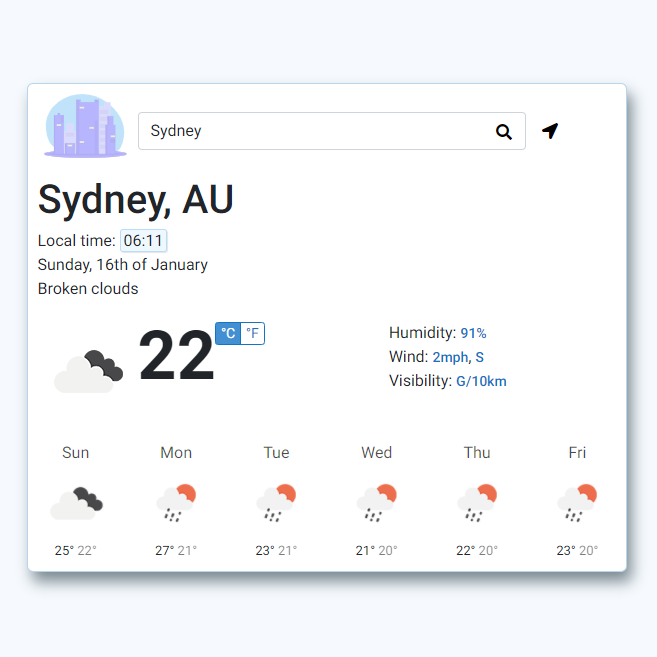 Sydney
Sydney, AU
Local time: 06:11
Sunday, 16th of January
Broken clouds
22 °C °F
Humidity: 91%
Wind: 2mph, S
Visibility: G/10km
Sun Mon Tue Wed Thu Fri
25° 22° 27° 21° 23° 21° 21° 20° 22° 20° 23° 20°